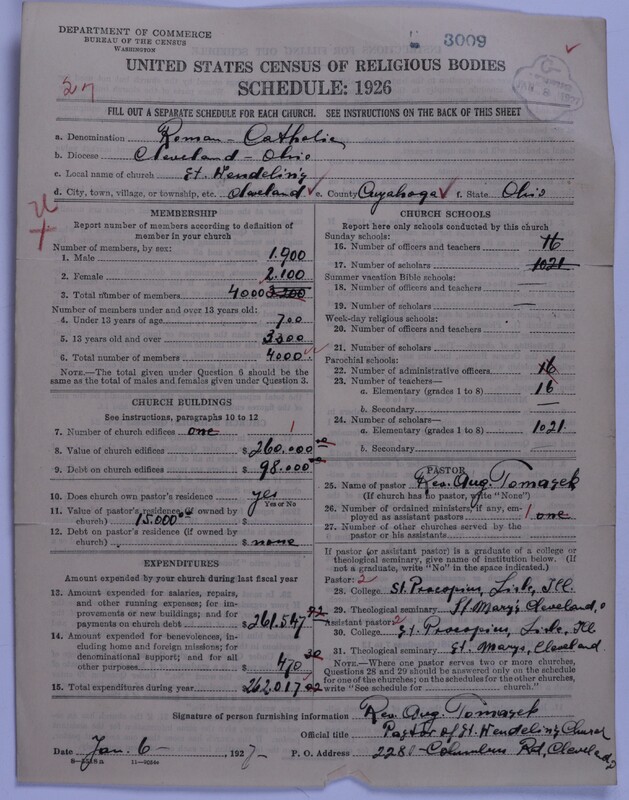 DEPARTMENT OF COMMERCE
BUREAU OF THE CENSUS
WASHINGTON
3009
UNITED STATES CENSUS OF RELIGIOUS BODIES
SCHEDULE: 1926
27
FILL OUT A SEPARATE SCHEDULE FOR EACH CHURCH. SEE INSTRUCTIONS ON THE BACK OF THIS SHEET
a. Denomination Roman-Catholic
b. Diocese Cleveland-Ohio
c. Local name of church St. Wendeling
d. City, town, village, or township, etc. Cleveland e. County Cuyahoga f. State Ohio
MEMBERSHIP
Report number of members according to definition of
member in your church
Number of members, by sex:
1. Male 1.900
2. Female 2.100
3. Total number of members 4000 3.200
Number of members under and over 13 years old:
4. Under 13 years of age 700
5. 13 years old and over 3300
6. Total number of members 4000
NOTE.—The total given under Question 6 should be the
same as the total of males and females given under Question 3.
CHURCH BUILDINGS
See instructions, paragraphs 10 to 12
7. Number of church edifices one 1
8. Value of church edifices $ 260.000 00
9. Debt on church edifices $ 98.000 00
10. Does church own pastor's residence yes
Yes or No
11. Value of pastor's residence (if owned by
church) 15.000 00 $
12. Debt on pastor's residence (if owned by
church) $ none
EXPENDITURES
Amount expended by your church during last fiscal year
13. Amount expended for salaries, repairs,
and other running expenses; for im-
provements or new buildings; and for
payments on church debt $ 261.547 72
14. Amount expended for benevolences, in-
cluding home and foreign missions; for
denominational support; and for all
other purposes $ 470 30
15. Total expenditures during year $ 262.017 02
CHURCH SCHOOLS
Report here only schools conducted by this church
Sunday schools:
16. Number of officers and teachers 16
17. Number of scholars 1021
Summer vacation Bible schools:
18. Number of officers and teachers —
19. Number of scholars —
Week-day religious schools:
20. Number of officers and teachers
21. Number of scholars
Parochial schools:
22. Number of administrative officers 16
23. Number of teachers—
a. Elementary (grades 1 to 8) 16
b. Secondary —
24. Number of scholars—
a. Elementary (grades 1 to 8) 1021
b. Secondary
PASTOR
25. Name of pastor Rev. Aug. Tomazek
(If church has no pastor, write "None")
26. Number of ordained ministers, if any, em-
ployed as assistant pastors 1 one
27. Number of other churches served by the
pastor or his assistants
If pastor (or assistant pastor) is a graduate of a college or
theological seminary, give name of institution below. (If
not a graduate, write "No" in the space indicated.)
Pastor: 2
28. College St. Procopius, Lisle, Ill.
29. Theological seminary St. Mary's Cleveland, O
Assistant pastor: 2
30. College St. Procopius, Lisle, Ill
31. Theological seminary St. Marys, Cleveland
NOTE.—Where one pastor serves two or more churches,
Questions 28 and 29 should be answered only on the schedule
for one of the churches; on the schedules for the other churches,
write "See schedule for church."
Signature of person furnishing information Rev. Aug. Tomazek
Official title Pastor of St. Wendeling Church
Date Jan. 6- 1927 P. O. Address 2281-Columbus Rd, Cleveland, O